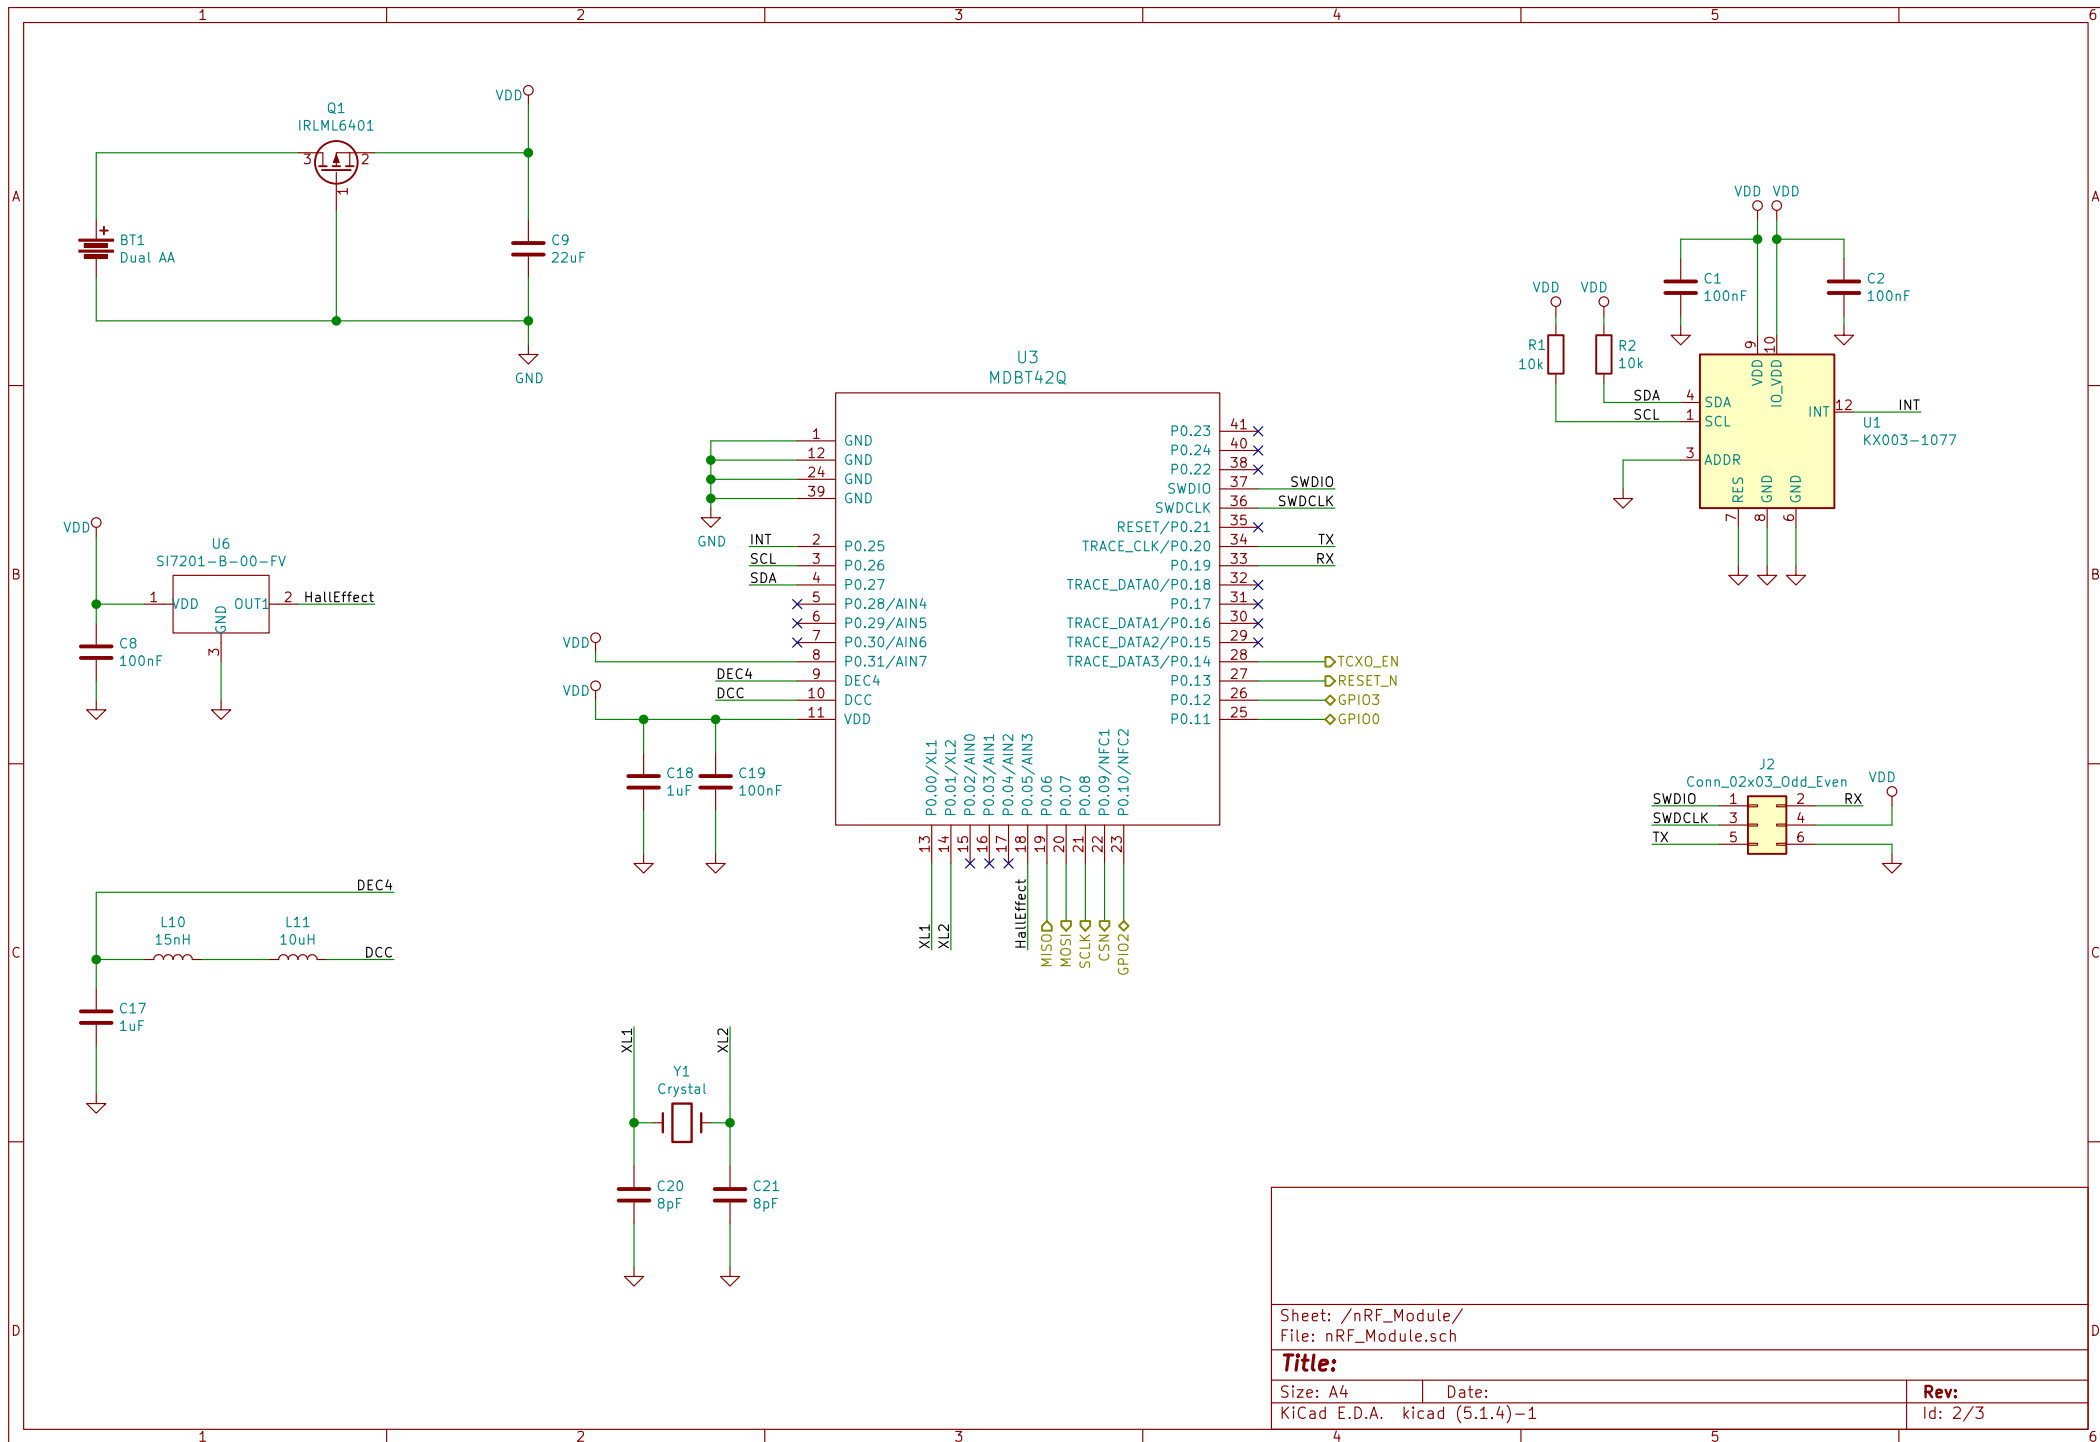 1 2 3 4 5 6
A
B
C
D
A
B
C
D
1 2 3 4 5 6
Q1
IRLML6401
3 2
1
VDD
+
BT1
Dual AA
C9
22uF
GND
VDD
U6
SI7201-B-00-FV
1 VDD OUT1 2 HallEffect
GND
3
C8
100nF
DEC4
L10
15nH
L11
10uH
DCC
C17
1uF
U3
MDBT42Q
1 GND
12 GND
24 GND
39 GND
GND
INT 2 P0.25
SCL 3 P0.26
SDA 4 P0.27
5 P0.28/AIN4
6 P0.29/AIN5
7 P0.30/AIN6
VDD
8 P0.31/AIN7
DEC4 9 DEC4
DCC 10 DCC
VDD
11 VDD
C18
1uF
C19
100nF
P0.23 41
P0.24 40
P0.22 38
SWDIO 37 SWDIO
SWDCLK 36 SWDCLK
RESET/P0.21 35
TRACE_CLK/P0.20 34 TX
P0.19 33 RX
TRACE_DATA0/P0.18 32
P0.17 31
TRACE_DATA1/P0.16 30
TRACE_DATA2/P0.15 29
TRACE_DATA3/P0.14 28 TCXO_EN
P0.13 27 RESET_N
P0.12 26 GPIO3
P0.11 25 GPIO0
P0.00/XL1 13 XL1
P0.01/XL2 14 XL2
P0.02/AIN0 15
P0.03/AIN1 16
P0.04/AIN2 17
P0.05/AIN3 18 HallEffect
P0.06 19 MISO
P0.07 20 MOSI
P0.08 21 SCLK
P0.09/NFC1 22 CSN
P0.10/NFC2 23 GPIO2
XL1
XL2
Y1
Crystal
C20
8pF
C21
8pF
VDD VDD
C1
100nF
C2
100nF
VDD VDD
R1
10k
R2
10k
9 VDD
10 IO_VDD
SDA 4 SDA
SCL 1 SCL
3 ADDR
INT 12 INT
U1
KX003-1077
RES 7
GND 8
GND 6
J2
Conn_02x03_Odd_Even
VDD
SWDIO 1 2 RX
SWDCLK 3 4
TX 5 6
Sheet: /nRF_Module/
File: nRF_Module.sch
Title:
Size: A4 Date: Rev:
KiCad E.D.A. kicad (5.1.4)-1 Id: 2/3